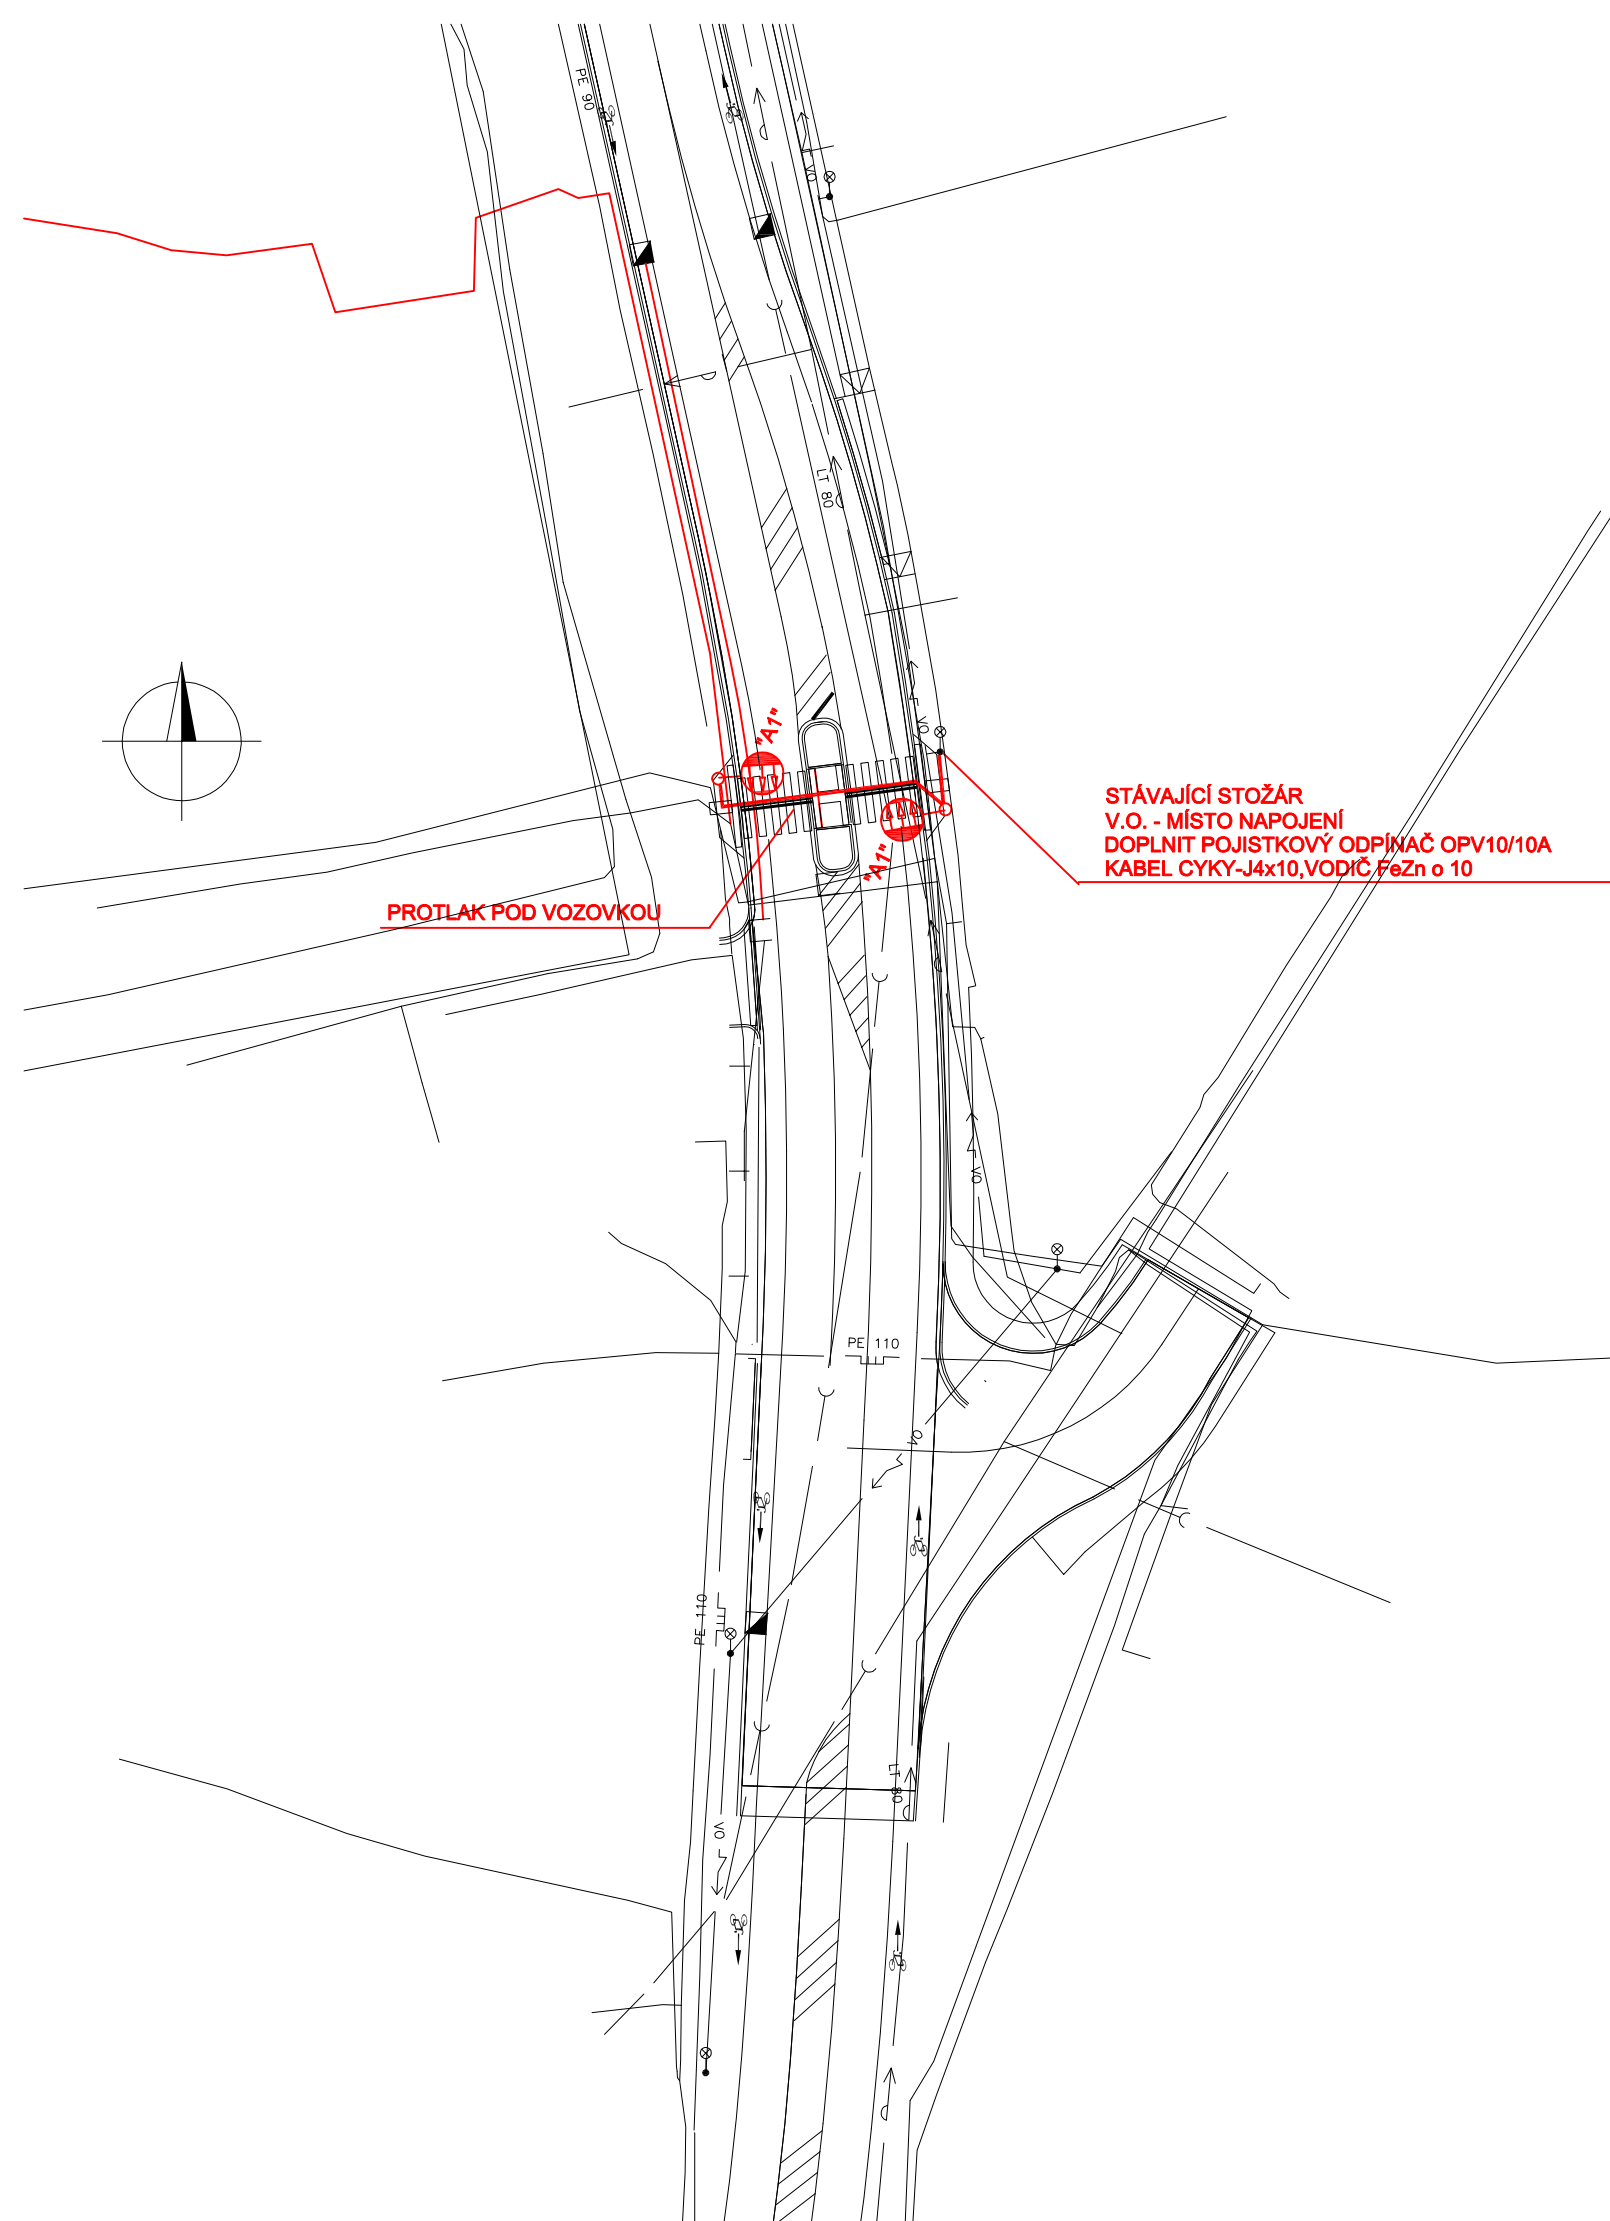 PE 90
VO
LT 80
VO
"A1"
STÁVAJÍCÍ STOŽÁR
V.O. - MÍSTO NAPOJENÍ
DOPLNIT POJISTKOVÝ ODPÍNAČ OPV10/10A
KABEL CYKY-J4x10,VODIČ FeZn o 10
"A1"
PROTLAK POD VOZOVKOU
VO
PE 110
VO
PE 110
LT 80
VO